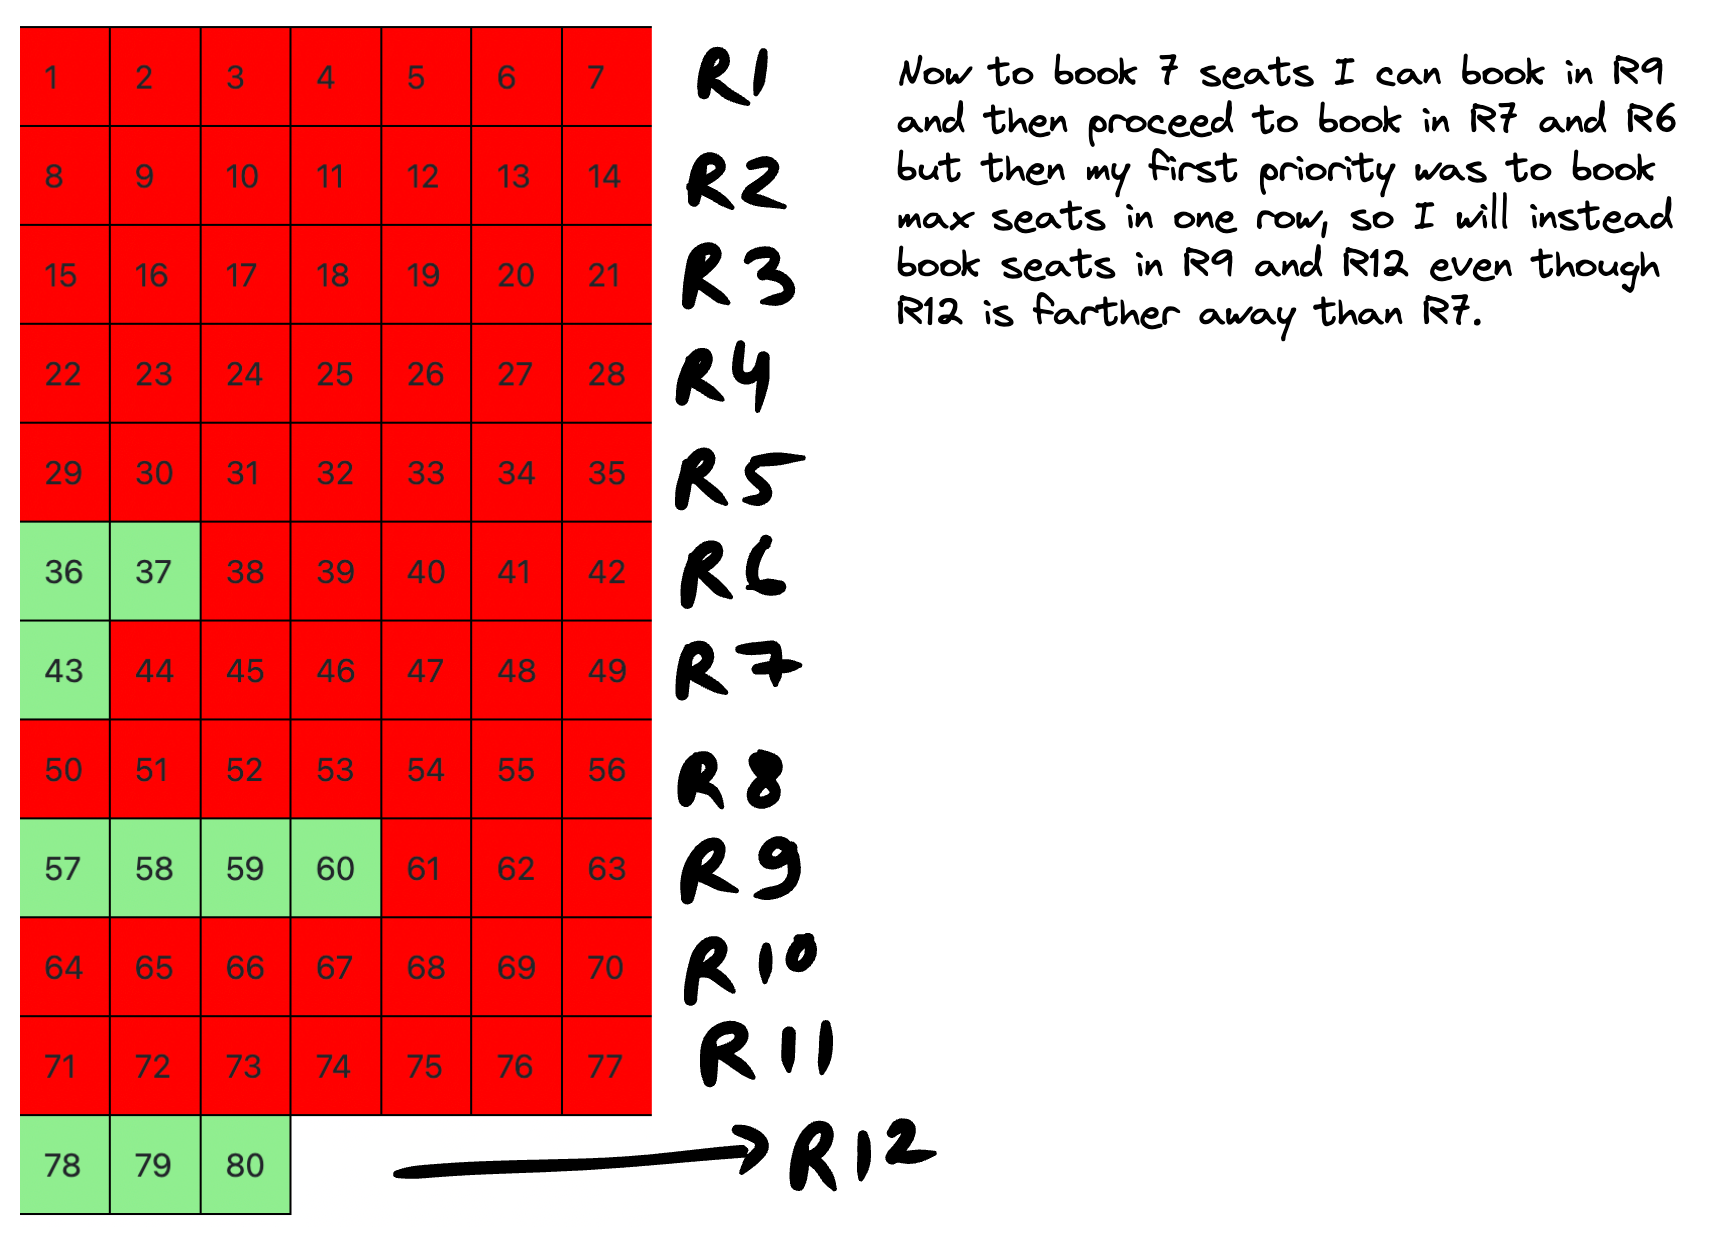 1 2 3 4 5 6 7 R1
8 9 10 11 12 13 14 R2
15 16 17 18 19 20 21 R3
22 23 24 25 26 27 28 R4
29 30 31 32 33 34 35 R5
36 37 38 39 40 41 42 R6
43 44 45 46 47 48 49 R7
50 51 52 53 54 55 56 R8
57 58 59 60 61 62 63 R9
64 65 66 67 68 69 70 R10
71 72 73 74 75 76 77 R11
78 79 80 R12
Now to book 7 seats I can book in R9
and then proceed to book in R7 and R6
but then my first priority was to book
max seats in one row, so I will instead
book seats in R9 and R12 even though
R12 is farther away than R7.